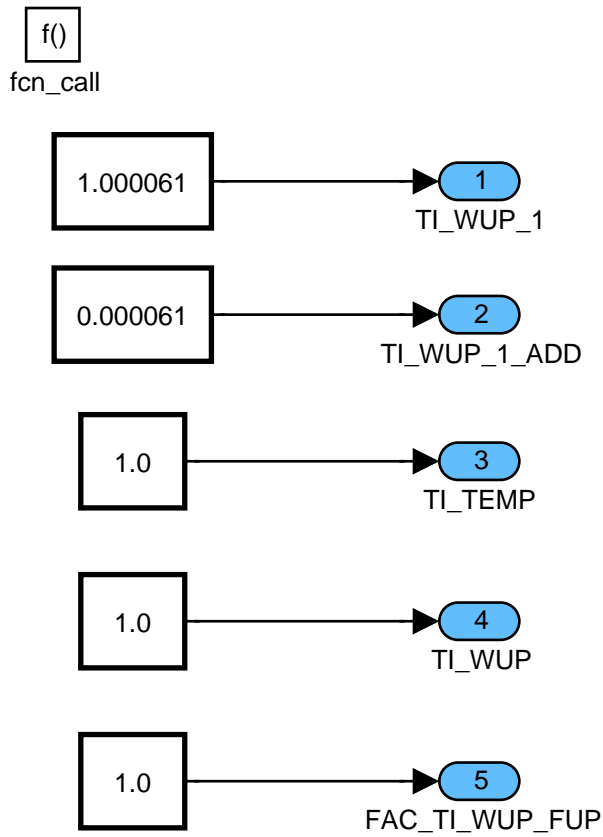 f()
fcn_call
1.000061
1
TI_WUP_1
0.000061
2
TI_WUP_1_ADD
1.0
3
TI_TEMP
1.0
4
TI_WUP
1.0
5
FAC_TI_WUP_FUP